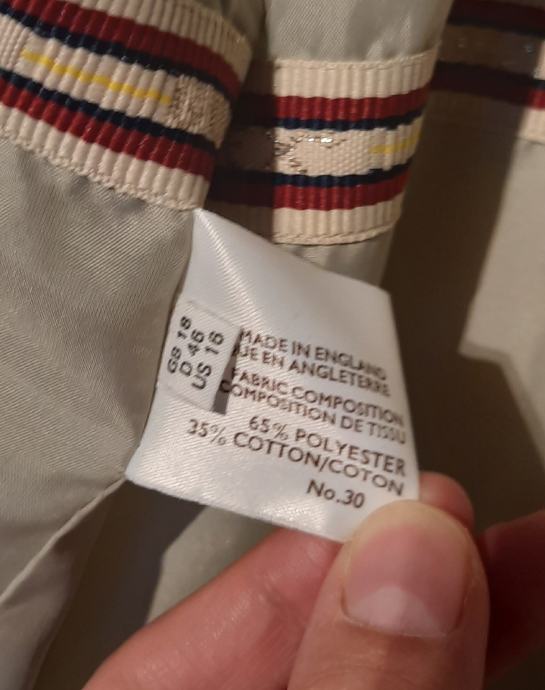 GB 18
D 46
US 16
MADE IN ENGLAND
UE EN ANGLETERRE
FABRIC COMPOSITION
COMPOSITION DE TISSU
65% POLYESTER
35% COTTON/COTON
No.30